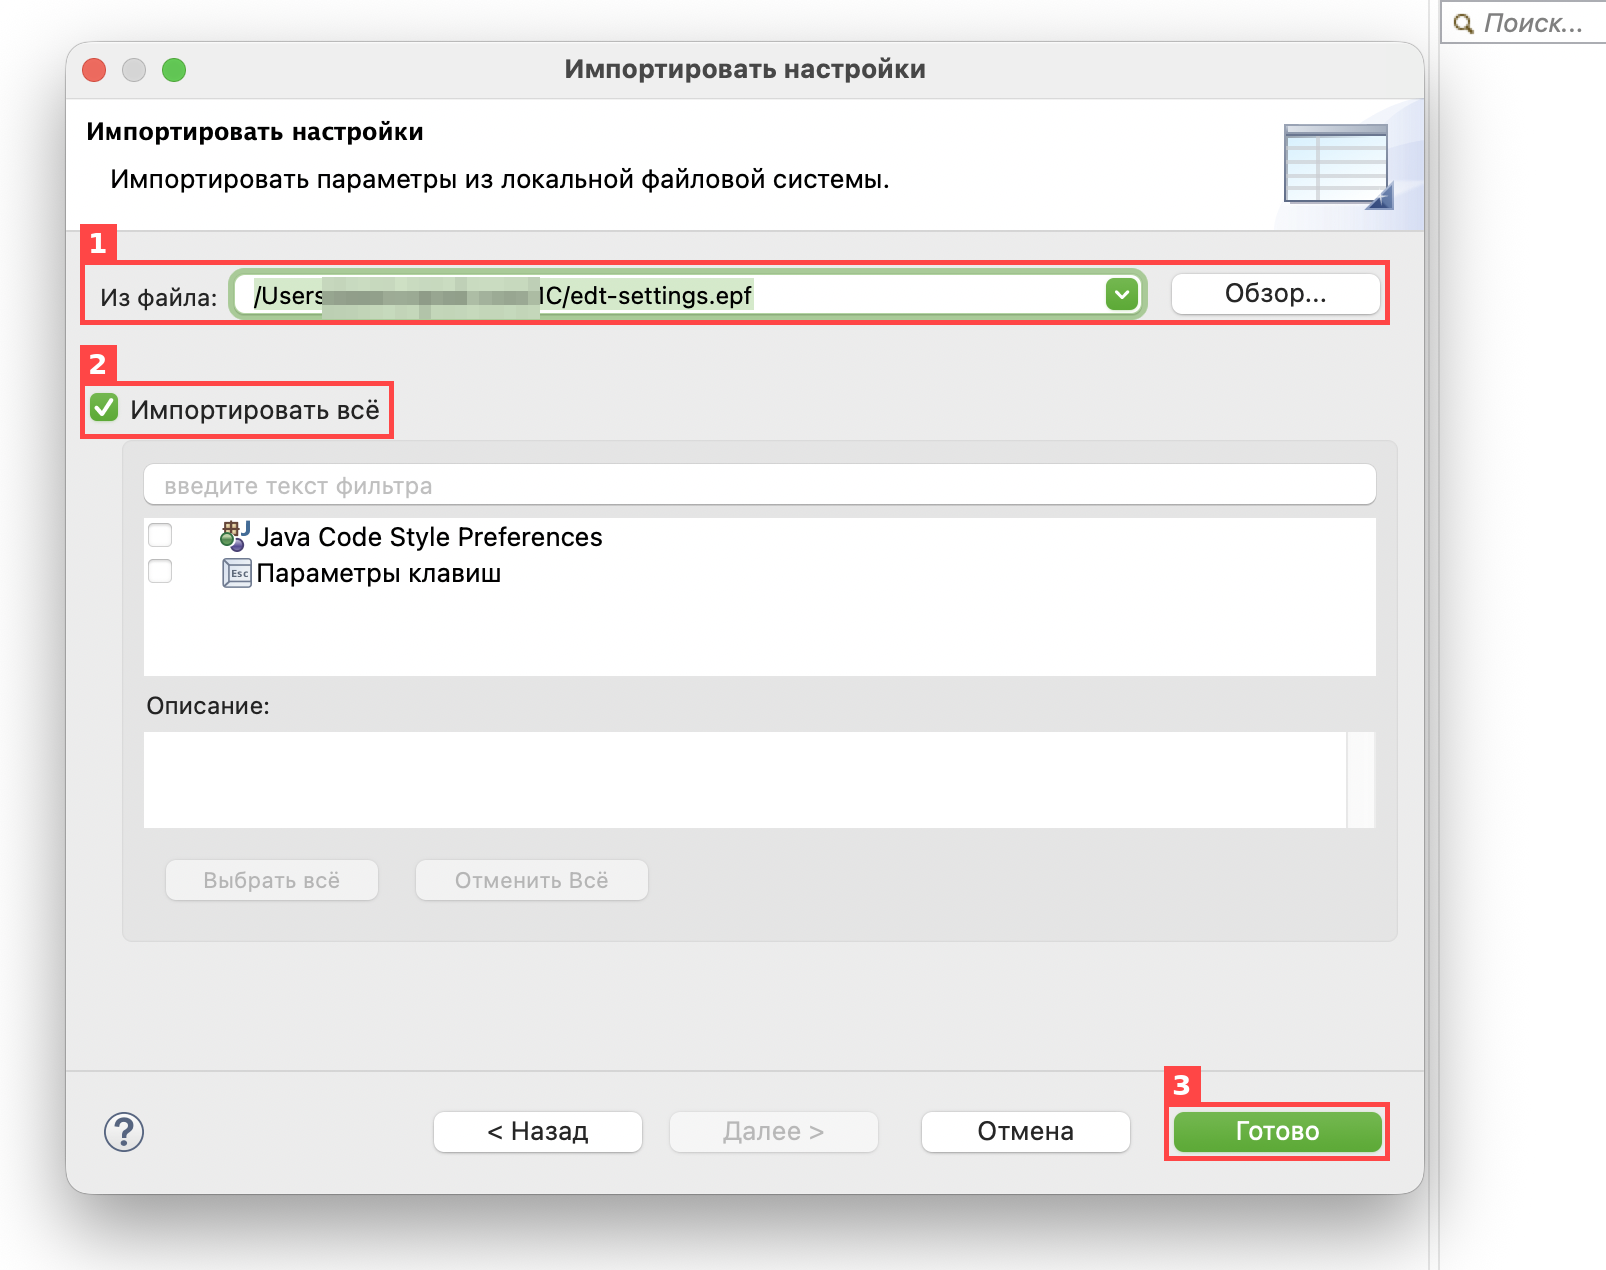 Поиск...
Импортировать настройки
Импортировать настройки
Импортировать параметры из локальной файловой системы.
1
Из файла: /Users 1C/edt-settings.epf Обзор...
2
Импортировать всё
введите текст фильтра
Java Code Style Preferences
Esc Параметры клавиш
Описание:
Выбрать всё Отменить Всё
3
? < Назад Далее > Отмена Готово